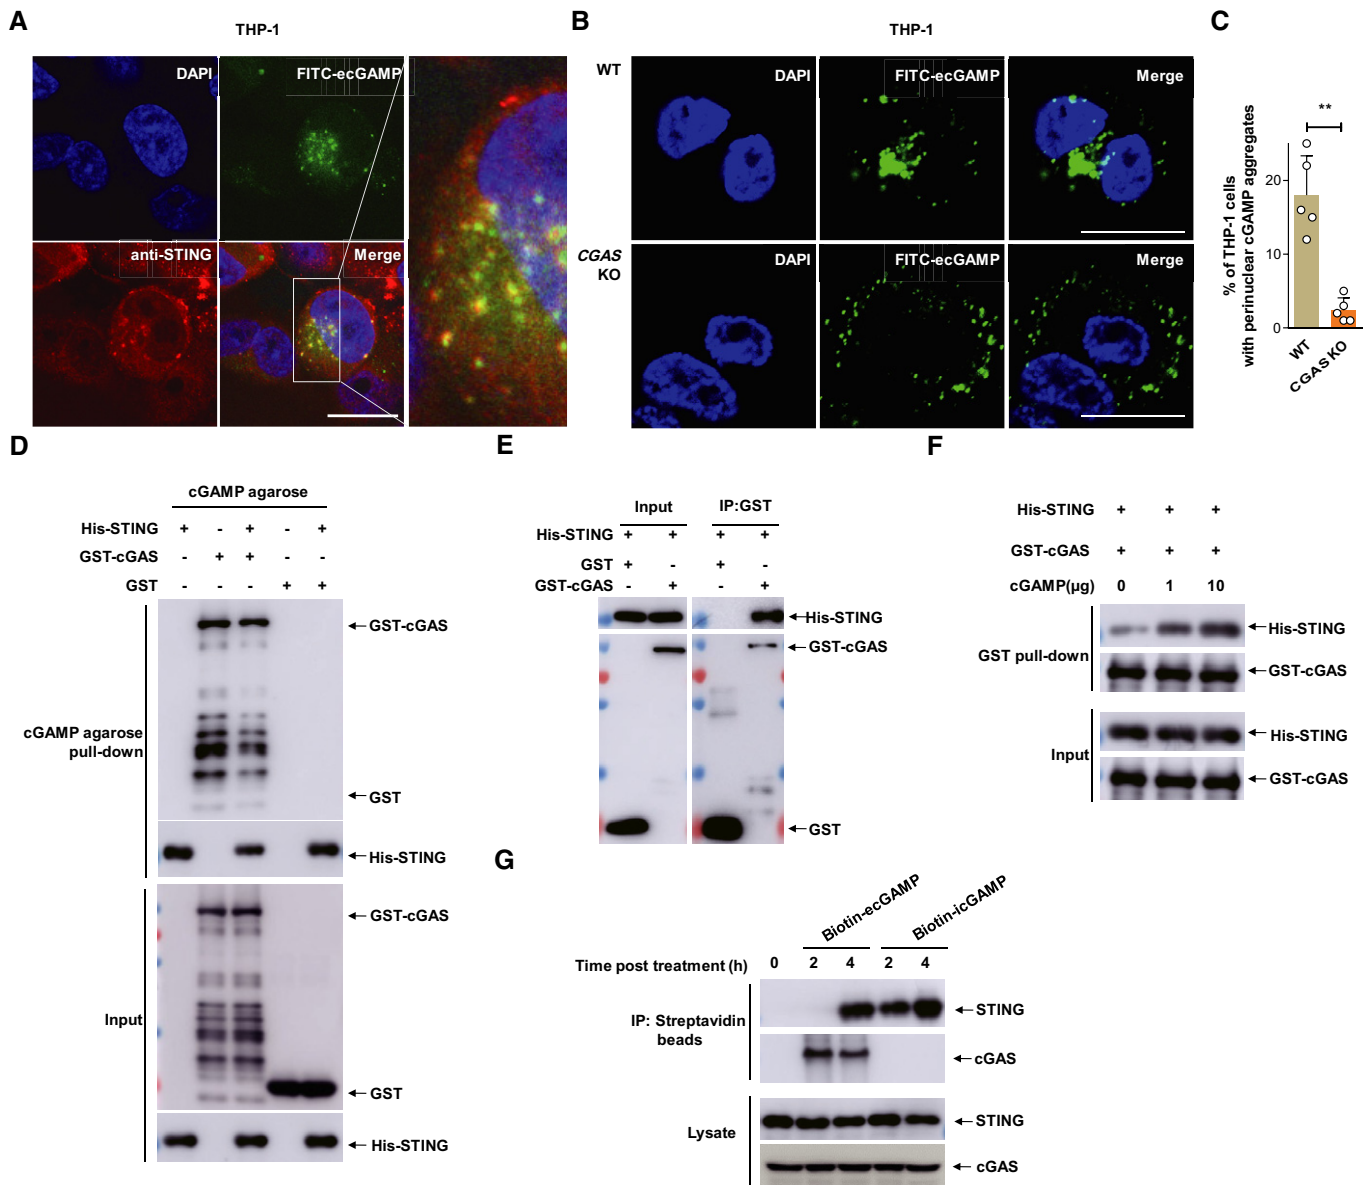 A
THP-1
DAPI
FITC-ecGAMP
anti-STING
Merge
B
THP-1
WT
DAPI
FITC-ecGAMP
Merge
CGAS
KO
DAPI
FITC-ecGAMP
Merge
C
**
% of THP-1 cells
with perinuclear cGAMP aggregates
20
10
0
WT
CGAS KO
D
cGAMP agarose
His-STING + - + - +
GST-cGAS - + + - -
GST - - - + +
cGAMP agarose
pull-down
GST-cGAS
GST
His-STING
Input
GST-cGAS
GST
His-STING
E
Input IP:GST
His-STING + + + +
GST + - + -
GST-cGAS - + - +
His-STING
GST-cGAS
GST
F
His-STING + + +
GST-cGAS + + +
cGAMP(μg) 0 1 10
GST pull-down
His-STING
GST-cGAS
Input
His-STING
GST-cGAS
G
Biotin-ecGAMP
Biotin-icGAMP
Time post treatment (h) 0 2 4 2 4
IP: Streptavidin
beads
STING
cGAS
Lysate
STING
cGAS